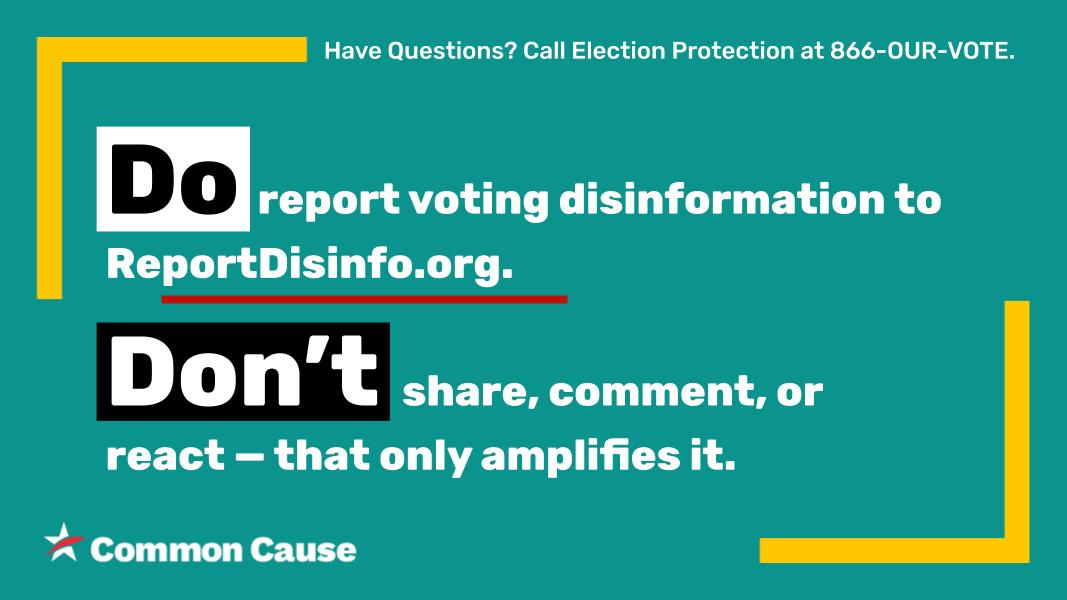 Have Questions? Call Election Protection at 866-OUR-VOTE.
Do report voting disinformation to
ReportDisinfo.org.
Don’t share, comment, or
react — that only amplifies it.
Common Cause